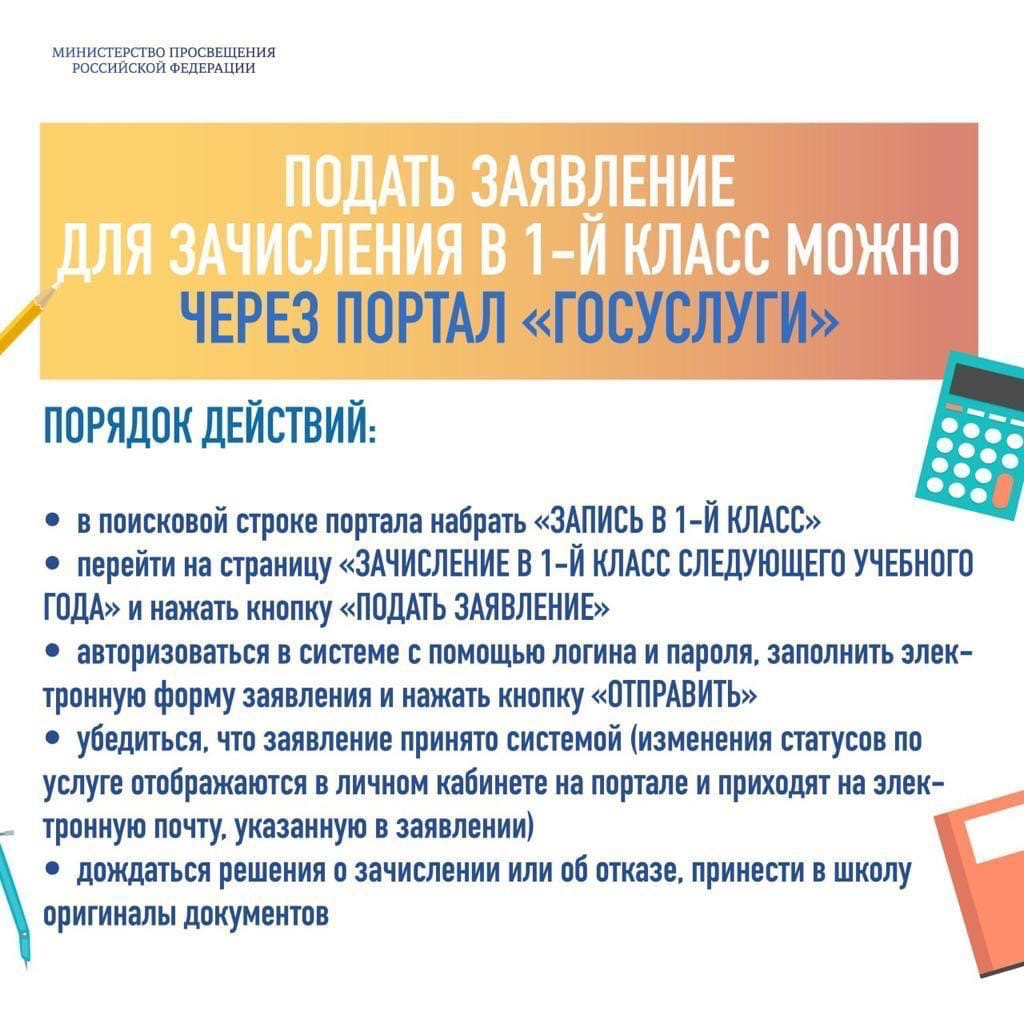 МИНИСТЕРСТВО ПРОСВЕЩЕНИЯ
РОССИЙСКОЙ ФЕДЕРАЦИИ
ПОДАТЬ ЗАЯВЛЕНИЕ
ДЛЯ ЗАЧИСЛЕНИЯ В 1-Й КЛАСС МОЖНО
ЧЕРЕЗ ПОРТАЛ «ГОСУСЛУГИ»
ПОРЯДОК ДЕЙСТВИЙ:
• в поисковой строке портала набрать «ЗАПИСЬ В 1-Й КЛАСС»
• перейти на страницу «ЗАЧИСЛЕНИЕ В 1-Й КЛАСС СЛЕДУЮЩЕГО УЧЕБНОГО
ГОДА» и нажать кнопку «ПОДАТЬ ЗАЯВЛЕНИЕ»
• авторизоваться в системе с помощью логина и пароля, заполнить элек-
тронную форму заявления и нажать кнопку «ОТПРАВИТЬ»
• убедиться, что заявление принято системой (изменения статусов по
услуге отображаются в личном кабинете на портале и приходят на элек-
тронную почту, указанную в заявлении)
• дождаться решения о зачислении или об отказе, принести в школу
оригиналы документов